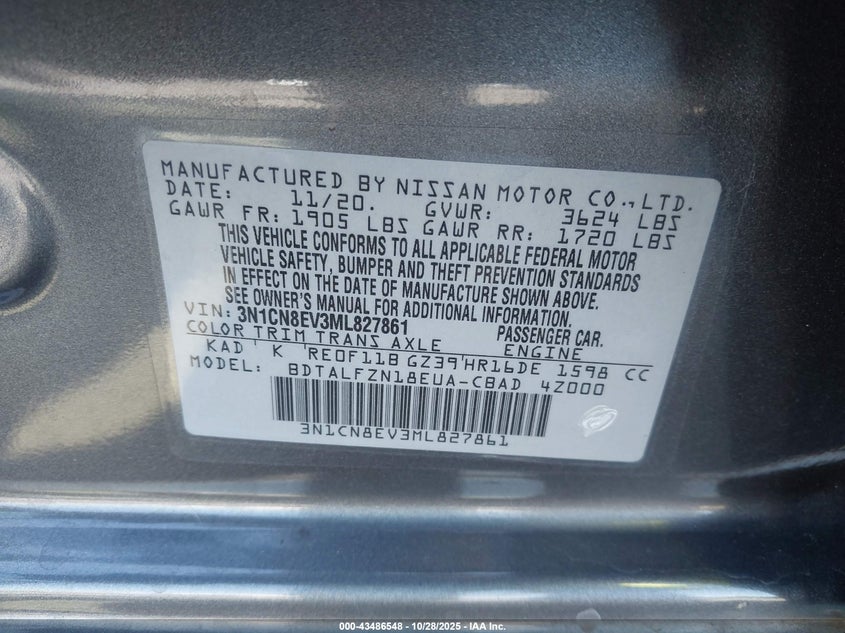 MANUFACTURED BY NISSAN MOTOR CO., LTD.
DATE: 11/20. GVWR: 3624 LBS
GAWR FR: 1905 LBS GAWR RR: 1720 LBS
THIS VEHICLE CONFORMS TO ALL APPLICABLE FEDERAL MOTOR
VEHICLE SAFETY, BUMPER AND THEFT PREVENTION STANDARDS
IN EFFECT ON THE DATE OF MANUFACTURE SHOWN ABOVE.
SEE OWNER'S MANUAL FOR ADDITIONAL INFORMATION.
VIN: 3N1CN8EV3ML827861 PASSENGER CAR.
COLOR TRIM TRANS AXLE ENGINE
KAD ' K 'RE0F11B GZ39'HR16DE 1598 CC
MODEL: BDTALFZN18EUA-CBAD 4Z000
3N1CN8EV3ML827861
000-43486548 - 10/28/2025 - IAA Inc.